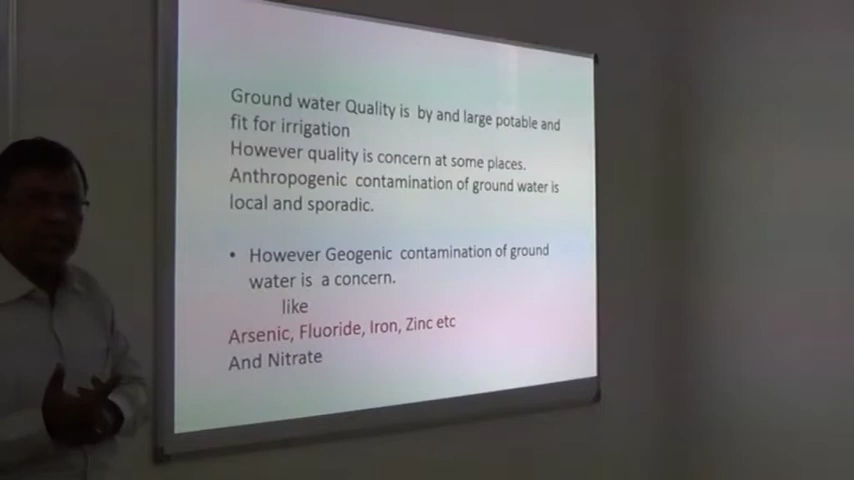 Ground water Quality is by and large potable and
fit for irrigation
However quality is concern at some places.
Anthropogenic contamination of ground water is
local and sporadic.
• However Geogenic contamination of ground
water is a concern.
like
Arsenic, Fluoride, Iron, Zinc etc
And Nitrate